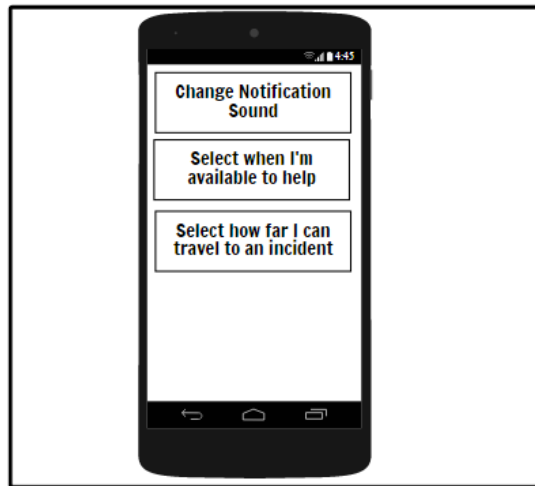 4:45
Change Notification
Sound
Select when I'm
available to help
Select how far I can
travel to an incident